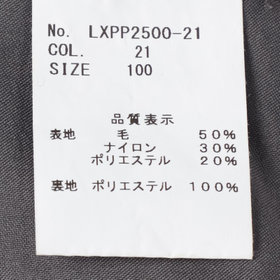 No. LXPP2500-21
COL. 21
SIZE 100
品質表示
表地 毛 50%
ナイロン 30%
ポリエステル 20%
裏地 ポリエステル 100%